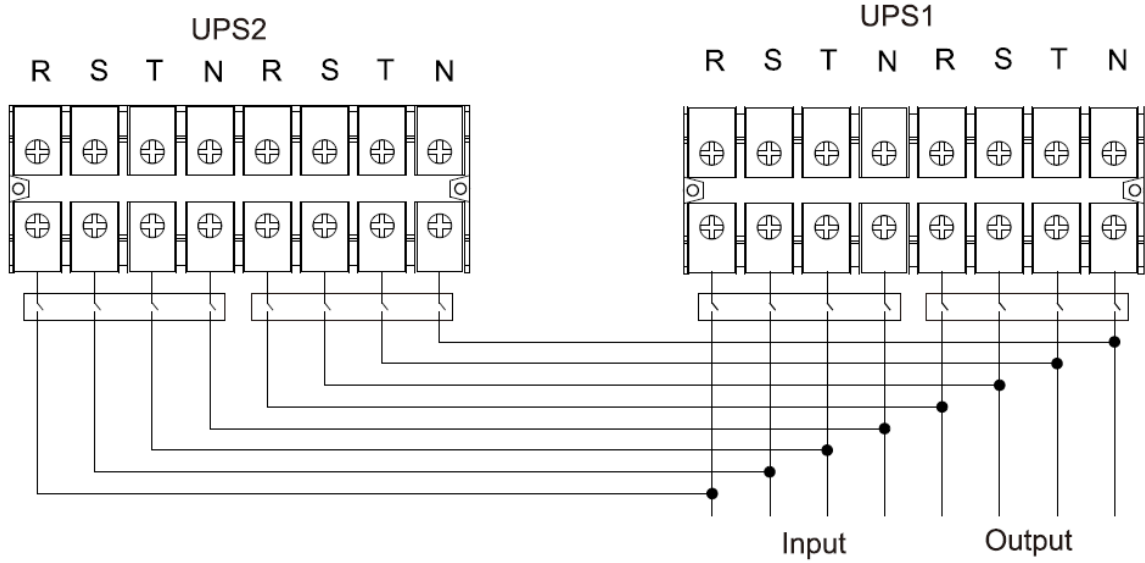 UPS2
UPS1
R S T N R S T N
R S T N R S T N
Input
Output